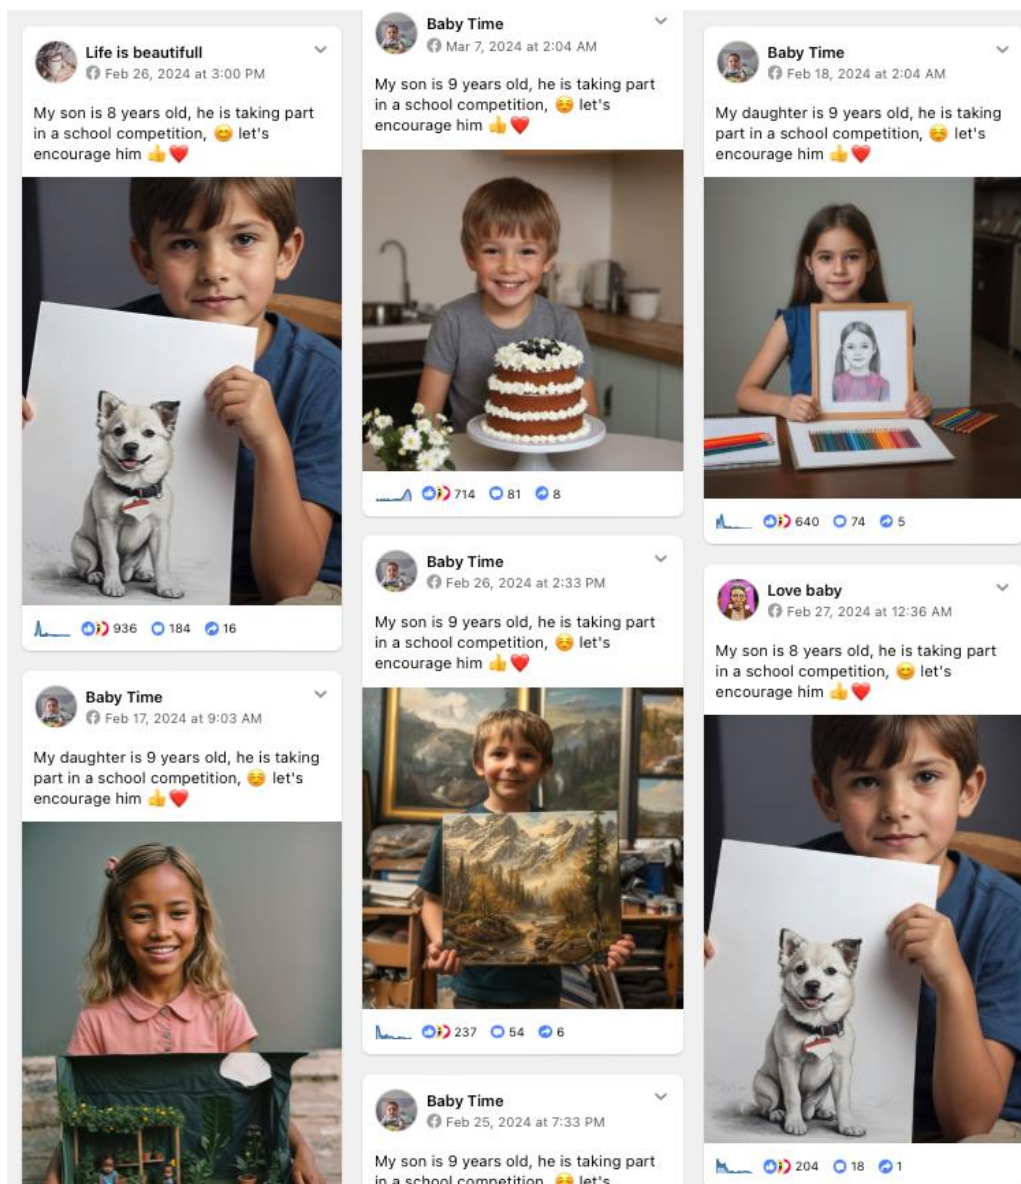 Life is beautifull
Feb 26, 2024 at 3:00 PM
My son is 8 years old, he is taking part
in a school competition, 😊 let's
encourage him 👍❤️
936 184 16
Baby Time
Feb 17, 2024 at 9:03 AM
My daughter is 9 years old, he is taking
part in a school competition, ☺️ let's
encourage him 👍❤️
Baby Time
Mar 7, 2024 at 2:04 AM
My son is 9 years old, he is taking part
in a school competition, ☺️ let's
encourage him 👍❤️
714 81 8
Baby Time
Feb 26, 2024 at 2:33 PM
My son is 9 years old, he is taking part
in a school competition, ☺️ let's
encourage him 👍❤️
237 54 6
Baby Time
Feb 25, 2024 at 7:33 PM
My son is 9 years old, he is taking part
in a school competition, ☺️ let's
Baby Time
Feb 18, 2024 at 2:04 AM
My daughter is 9 years old, he is taking
part in a school competition, ☺️ let's
encourage him 👍❤️
640 74 5
Love baby
Feb 27, 2024 at 12:36 AM
My son is 8 years old, he is taking part
in a school competition, 😊 let's
encourage him 👍❤️
204 18 1